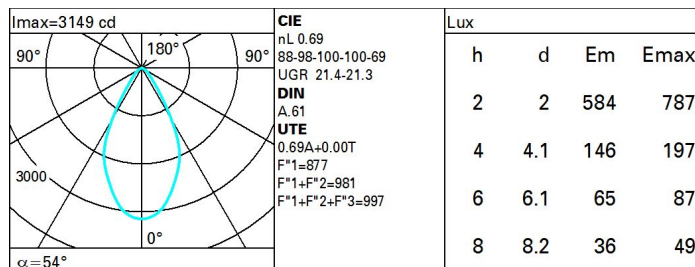 Imax=3149 cd
90° 180° 90°
3000
0°
α=54°
CIE
nL 0.69
88-98-100-100-69
UGR 21.4-21.3
DIN
A.61
UTE
0.69A+0.00T
F"1=877
F"1+F"2=981
F"1+F"2+F"3=997
Lux
h d Em Emax
2 2 584 787
4 4.1 146 197
6 6.1 65 87
8 8.2 36 49